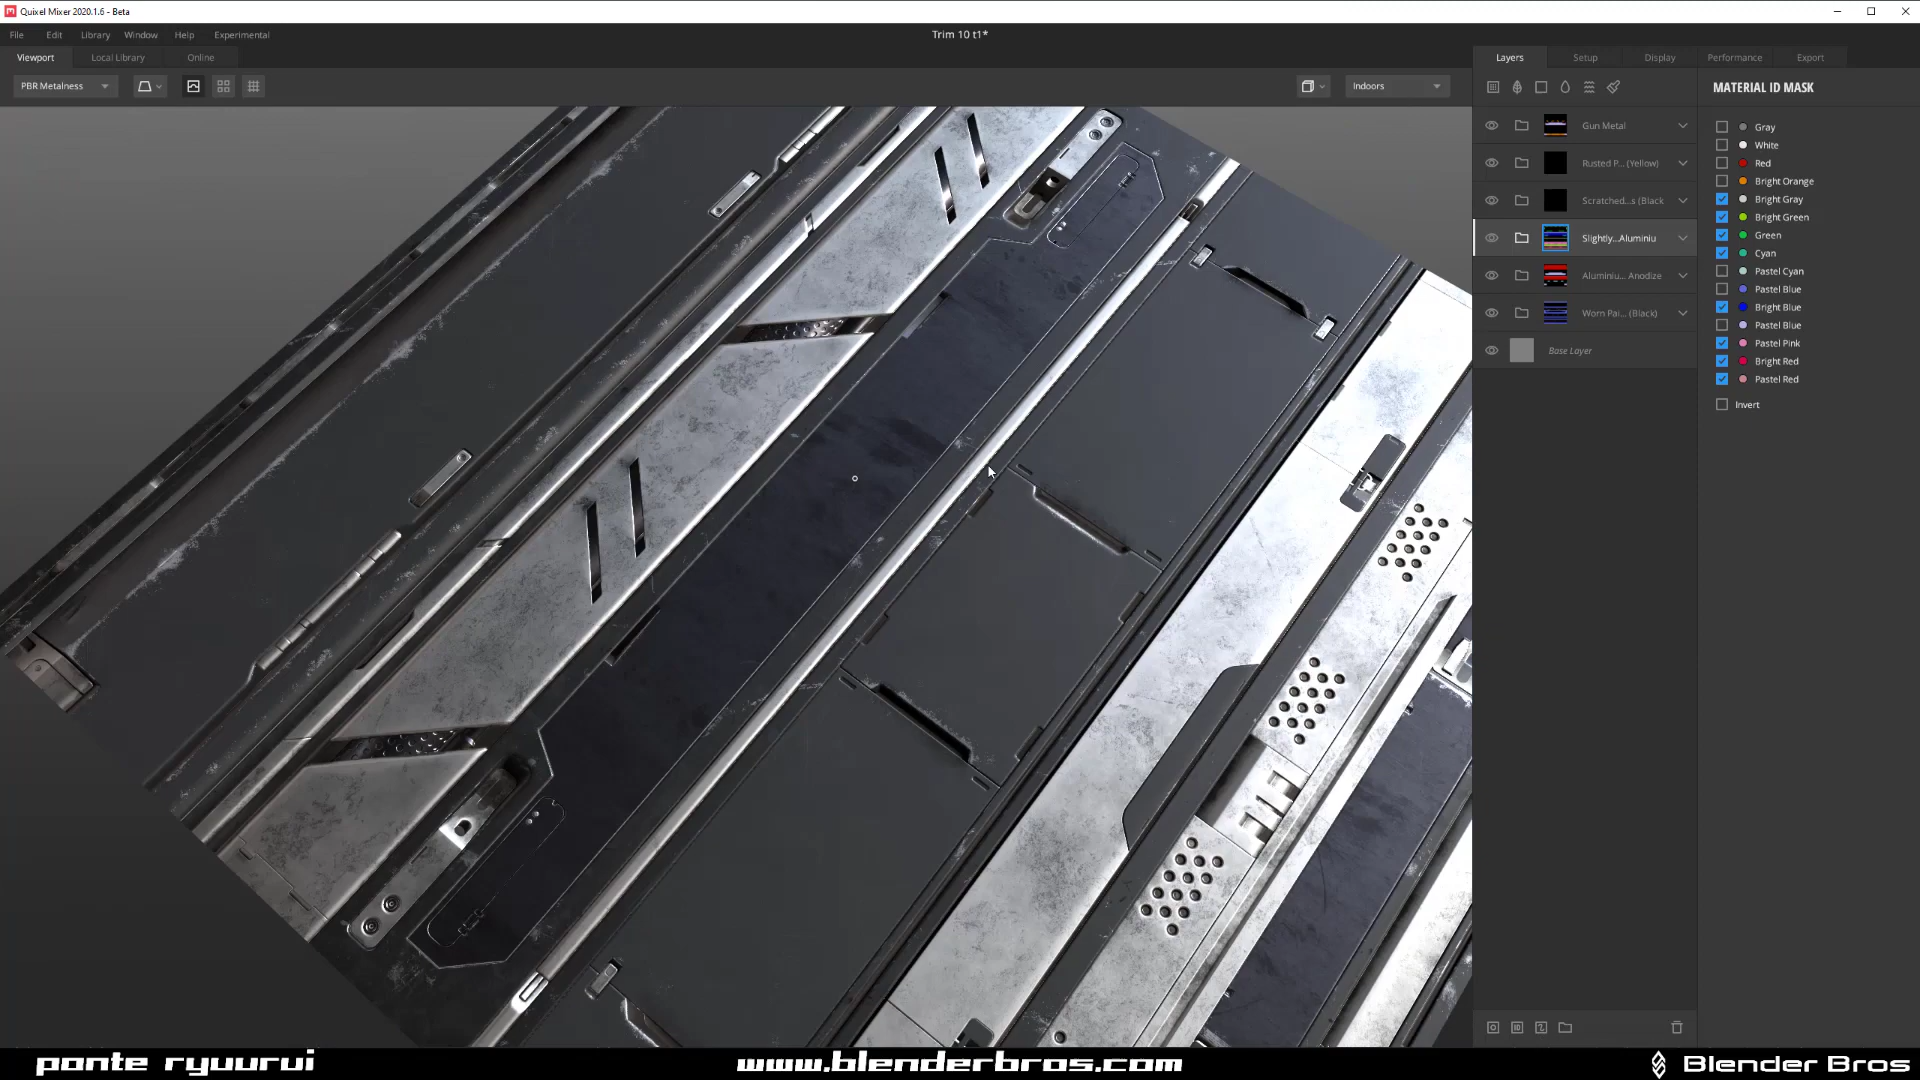 Quixel Mixer 2020.1.6 - Beta
File Edit Library Window Help Experimental
Trim 10 t1*
Viewport Local Library Online
Layers Setup Display Performance Export
PBR Metalness
Indoors
MATERIAL ID MASK
Gun Metal
Rusted P... (Yellow)
Scratched...s (Black
Slightly...Aluminiu
Aluminiu... Anodize
Worn Pai... (Black)
Base Layer
Gray
White
Red
Bright Orange
Bright Gray
Bright Green
Green
Cyan
Pastel Cyan
Pastel Blue
Bright Blue
Pastel Blue
Pastel Pink
Bright Red
Pastel Red
Invert
ponte ryuurui
www.blenderbros.com
Blender Bros